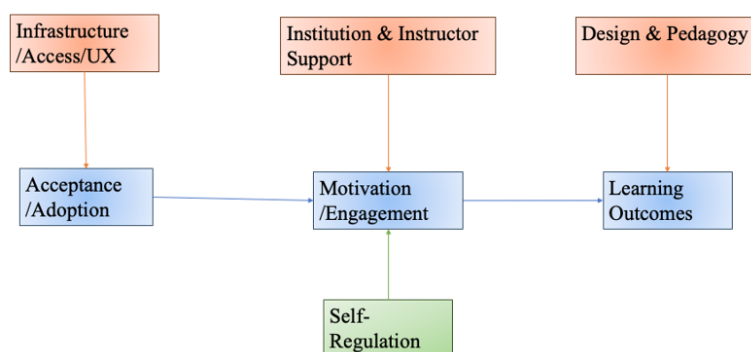 Infrastructure
/Access/UX
Institution & Instructor
Support
Design & Pedagogy
Acceptance
/Adoption
Motivation
/Engagement
Learning
Outcomes
Self-
Regulation